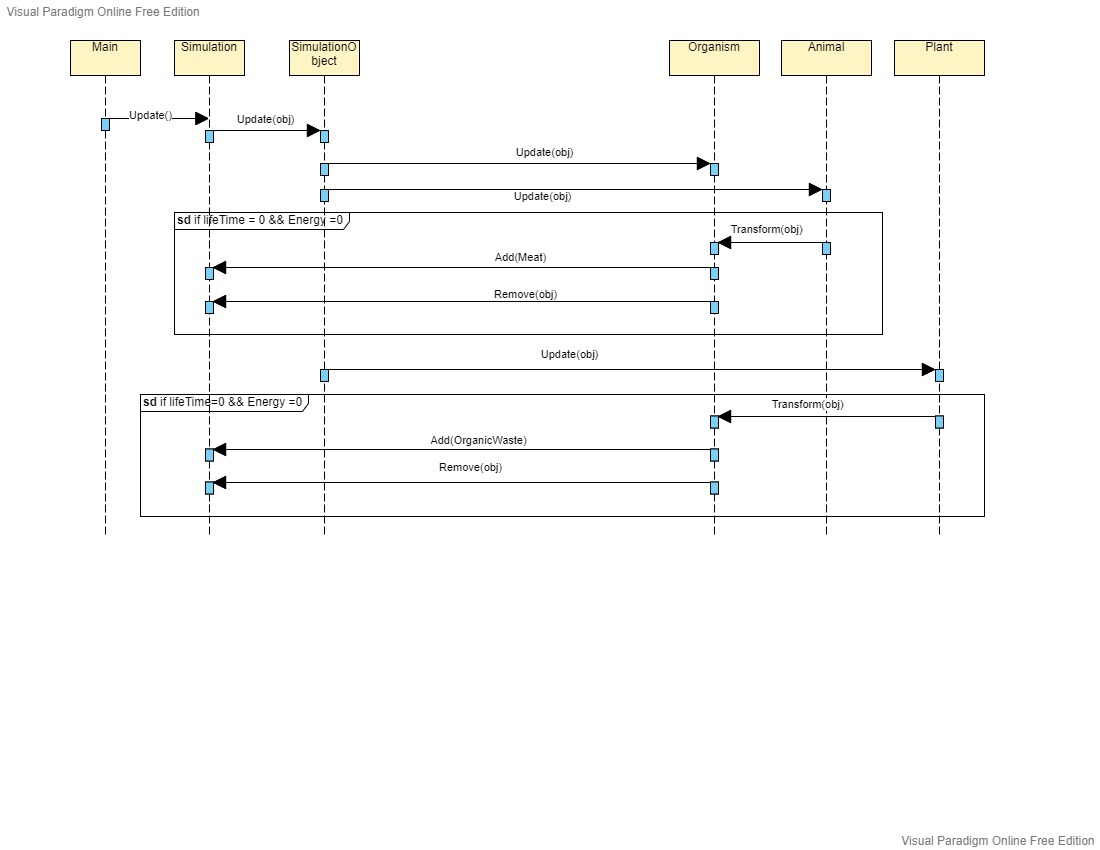 Visual Paradigm Online Free Edition
Main
Simulation
SimulationO
bject
Organism
Animal
Plant
Update()
Update(obj)
Update(obj)
Update(obj)
sd if lifeTime = 0 && Energy =0
Transform(obj)
Add(Meat)
Remove(obj)
Update(obj)
sd if lifeTime=0 && Energy =0
Transform(obj)
Add(OrganicWaste)
Remove(obj)
Visual Paradigm Online Free Edition